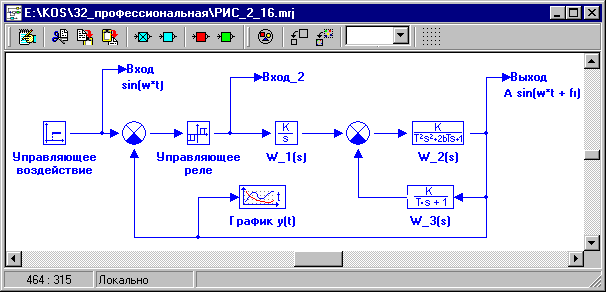 E:\KOS\32_профессиональная\РИС_2_16.mrj
Вход
sin(w*t)
Вход_2
Выход
A sin(w*t + fi)
Управляющее
воздействие
Управляющее
реле
K
s
W_1(s)
K
T²s²+2bTs+1
W_2(s)
t
График y(t)
K
T·s + 1
W_3(s)
464 : 315
Локально